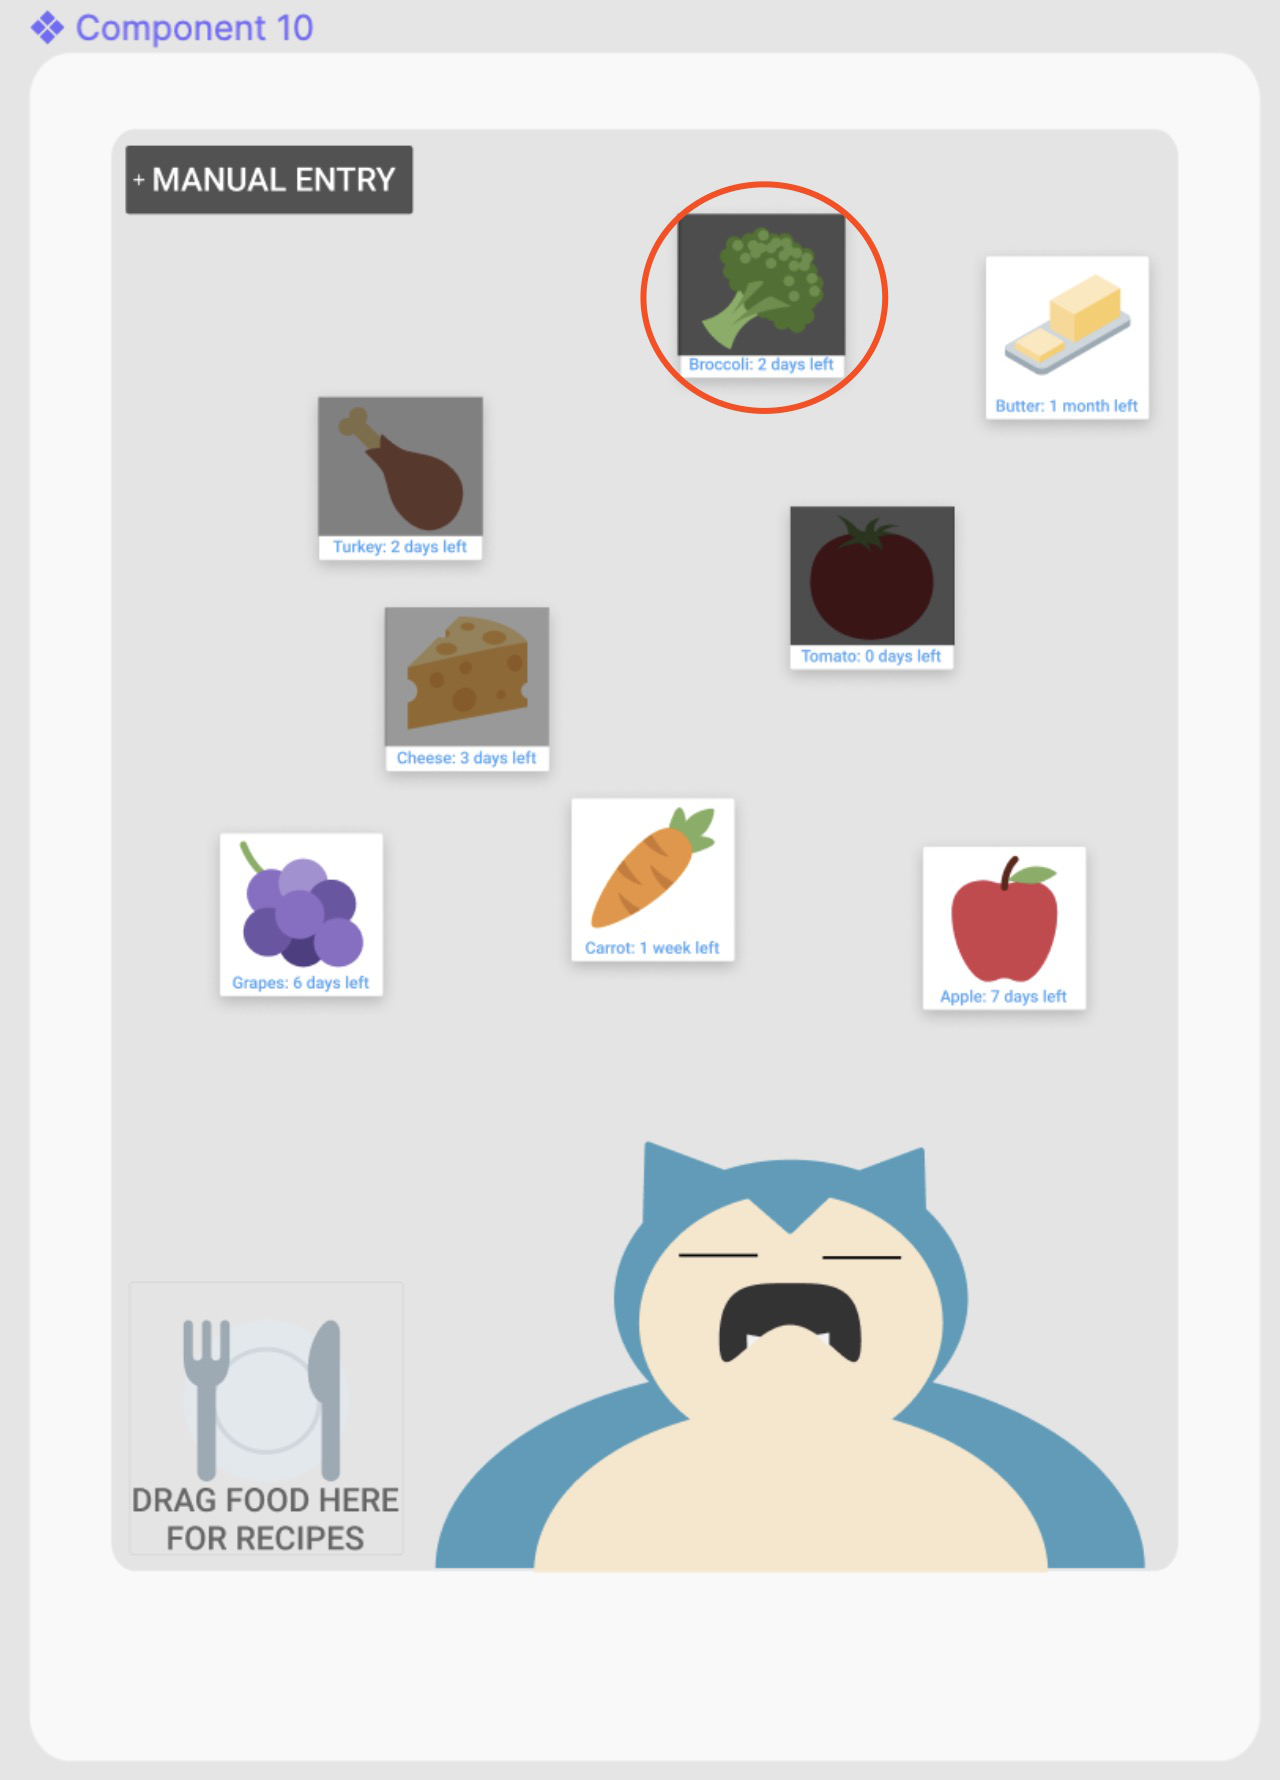 Component 10
+ MANUAL ENTRY
Broccoli: 2 days left
Butter: 1 month left
Turkey: 2 days left
Tomato: 0 days left
Cheese: 3 days left
Carrot: 1 week left
Grapes: 6 days left
Apple: 7 days left
DRAG FOOD HERE
FOR RECIPES